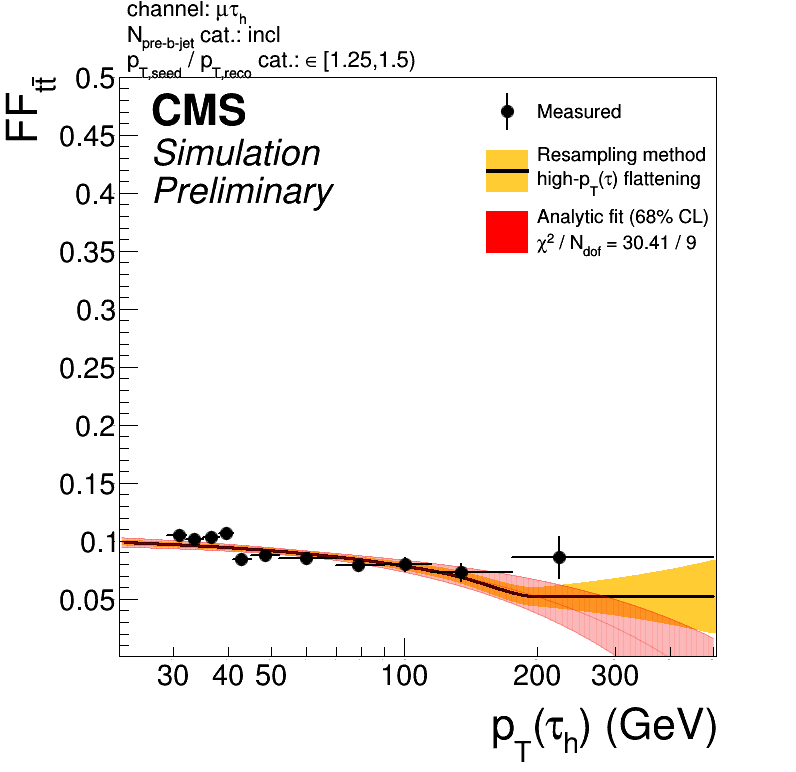 channel: μτh
Npre-b-jet cat.: incl
pT,seed / pT,reco cat.: ∈ [1.25,1.5)
FFtt̄
0.5
0.45
0.4
0.35
0.3
0.25
0.2
0.15
0.1
0.05
CMS
Simulation
Preliminary
Measured
Resampling method
high-pT(τ) flattening
Analytic fit (68% CL)
χ² / Ndof = 30.41 / 9
30 40 50 100 200 300
pT(τh) (GeV)